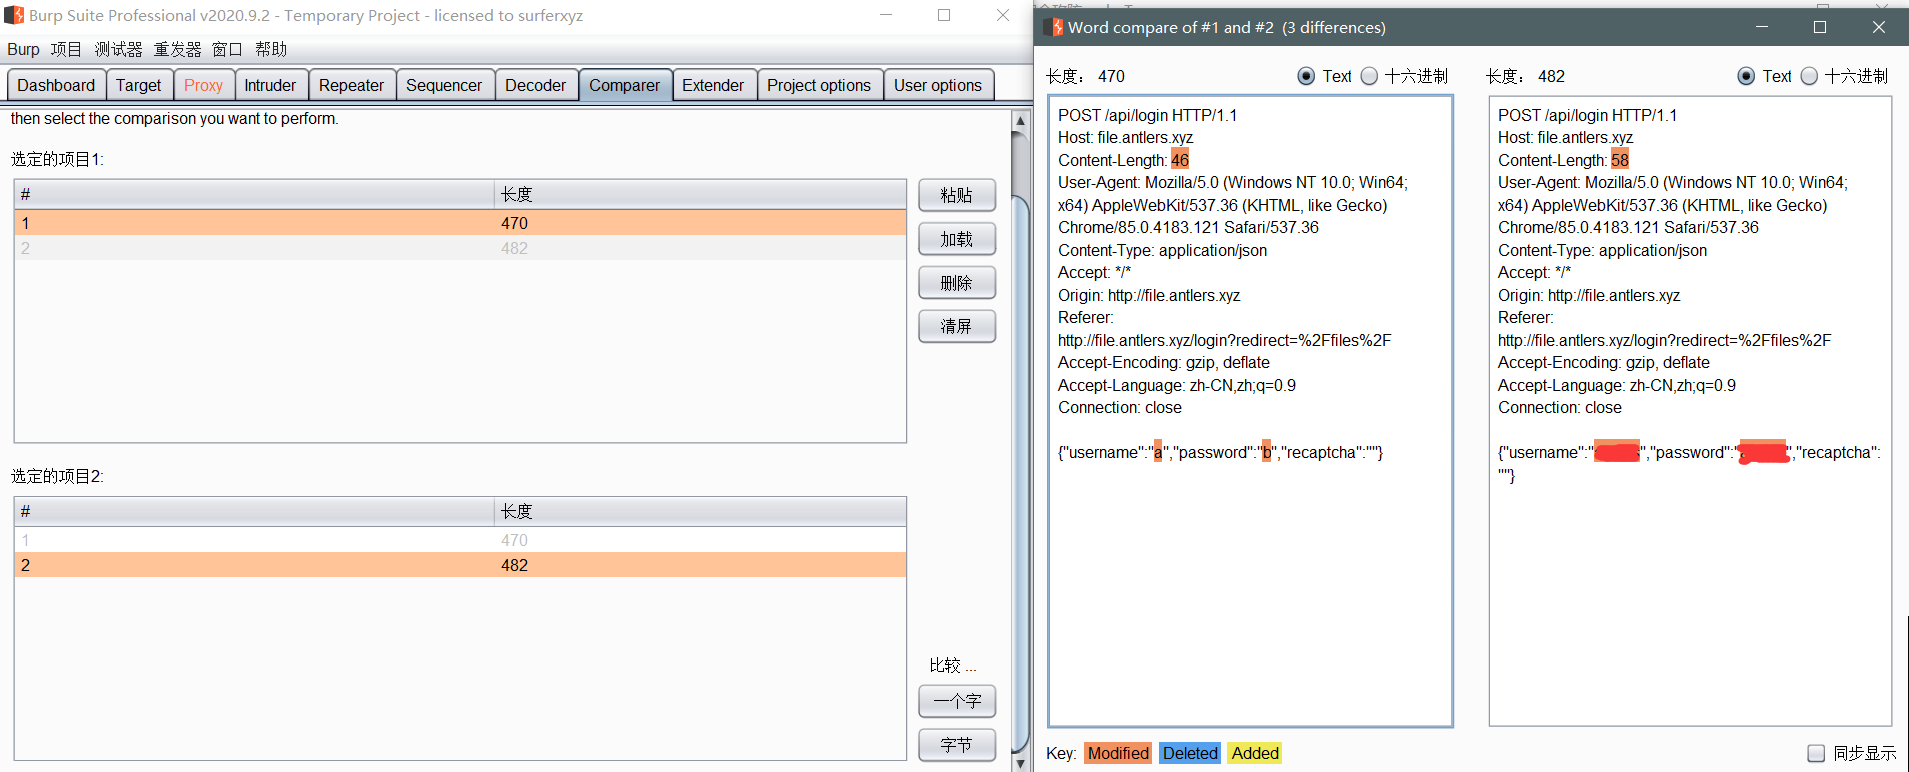 Burp Suite Professional v2020.9.2 - Temporary Project - licensed to surferxyz
Burp 项目 测试器 重发器 窗口 帮助
Dashboard Target Proxy Intruder Repeater Sequencer Decoder Comparer Extender Project options User options
then select the comparison you want to perform.
选定的项目1:
# 长度
1 470
2 482
粘贴
加载
删除
清屏
选定的项目2:
# 长度
1 470
2 482
比较 ...
一个字
字节
Word compare of #1 and #2 (3 differences)
长度： 470 Text 十六进制
POST /api/login HTTP/1.1
Host: file.antlers.xyz
Content-Length: 46
User-Agent: Mozilla/5.0 (Windows NT 10.0; Win64;
x64) AppleWebKit/537.36 (KHTML, like Gecko)
Chrome/85.0.4183.121 Safari/537.36
Content-Type: application/json
Accept: */*
Origin: http://file.antlers.xyz
Referer:
http://file.antlers.xyz/login?redirect=%2Ffiles%2F
Accept-Encoding: gzip, deflate
Accept-Language: zh-CN,zh;q=0.9
Connection: close
{"username":"a","password":"b","recaptcha":""}
长度： 482 Text 十六进制
POST /api/login HTTP/1.1
Host: file.antlers.xyz
Content-Length: 58
User-Agent: Mozilla/5.0 (Windows NT 10.0; Win64;
x64) AppleWebKit/537.36 (KHTML, like Gecko)
Chrome/85.0.4183.121 Safari/537.36
Content-Type: application/json
Accept: */*
Origin: http://file.antlers.xyz
Referer:
http://file.antlers.xyz/login?redirect=%2Ffiles%2F
Accept-Encoding: gzip, deflate
Accept-Language: zh-CN,zh;q=0.9
Connection: close
{"username":" ","password":" ","recaptcha":
""}
Key: Modified Deleted Added
同步显示